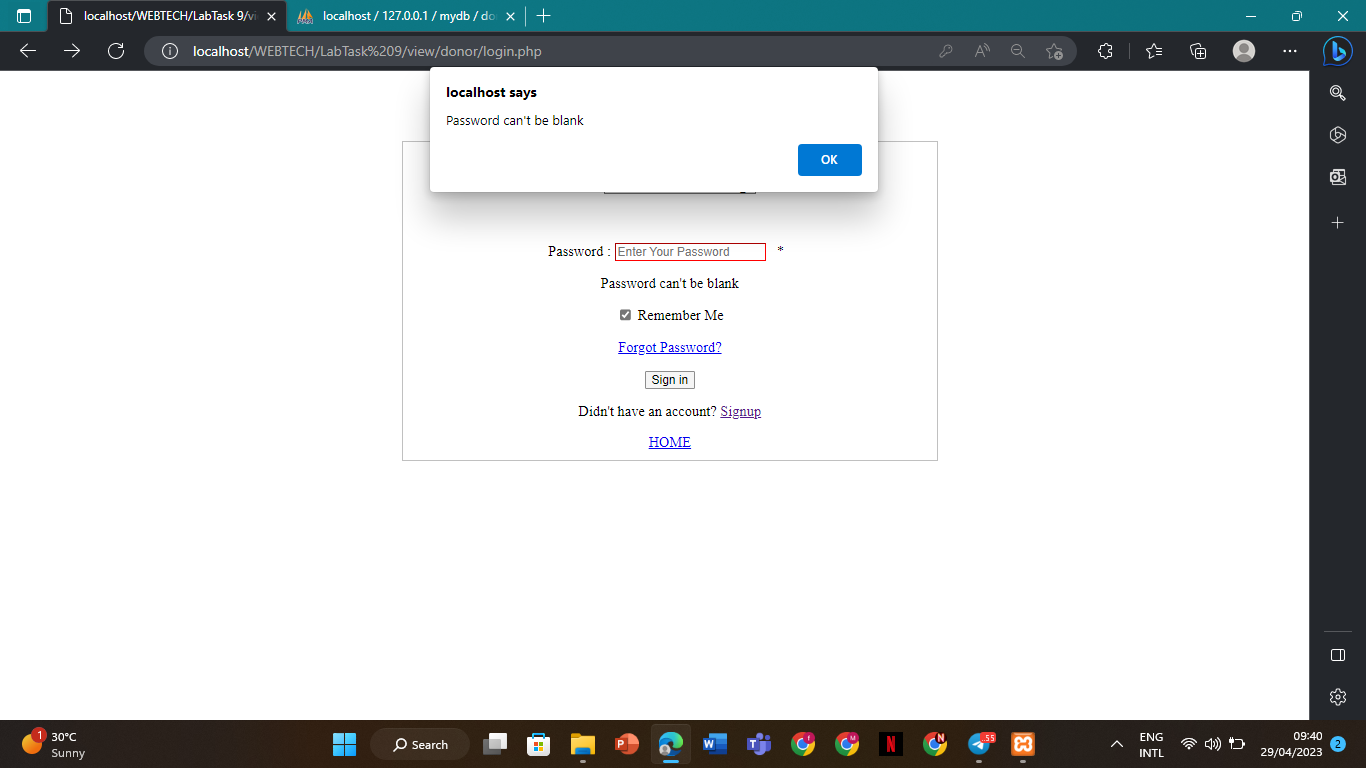 localhost/WEBTECH/LabTask 9/vi
localhost / 127.0.0.1 / mydb / do
localhost/WEBTECH/LabTask%209/view/donor/login.php
localhost says
Password can't be blank
OK
Password : Enter Your Password *
Password can't be blank
Remember Me
Forgot Password?
Sign in
Didn't have an account? Signup
HOME
1
30°C
Sunny
Search
55
ENG
INTL
09:40
29/04/2023
2